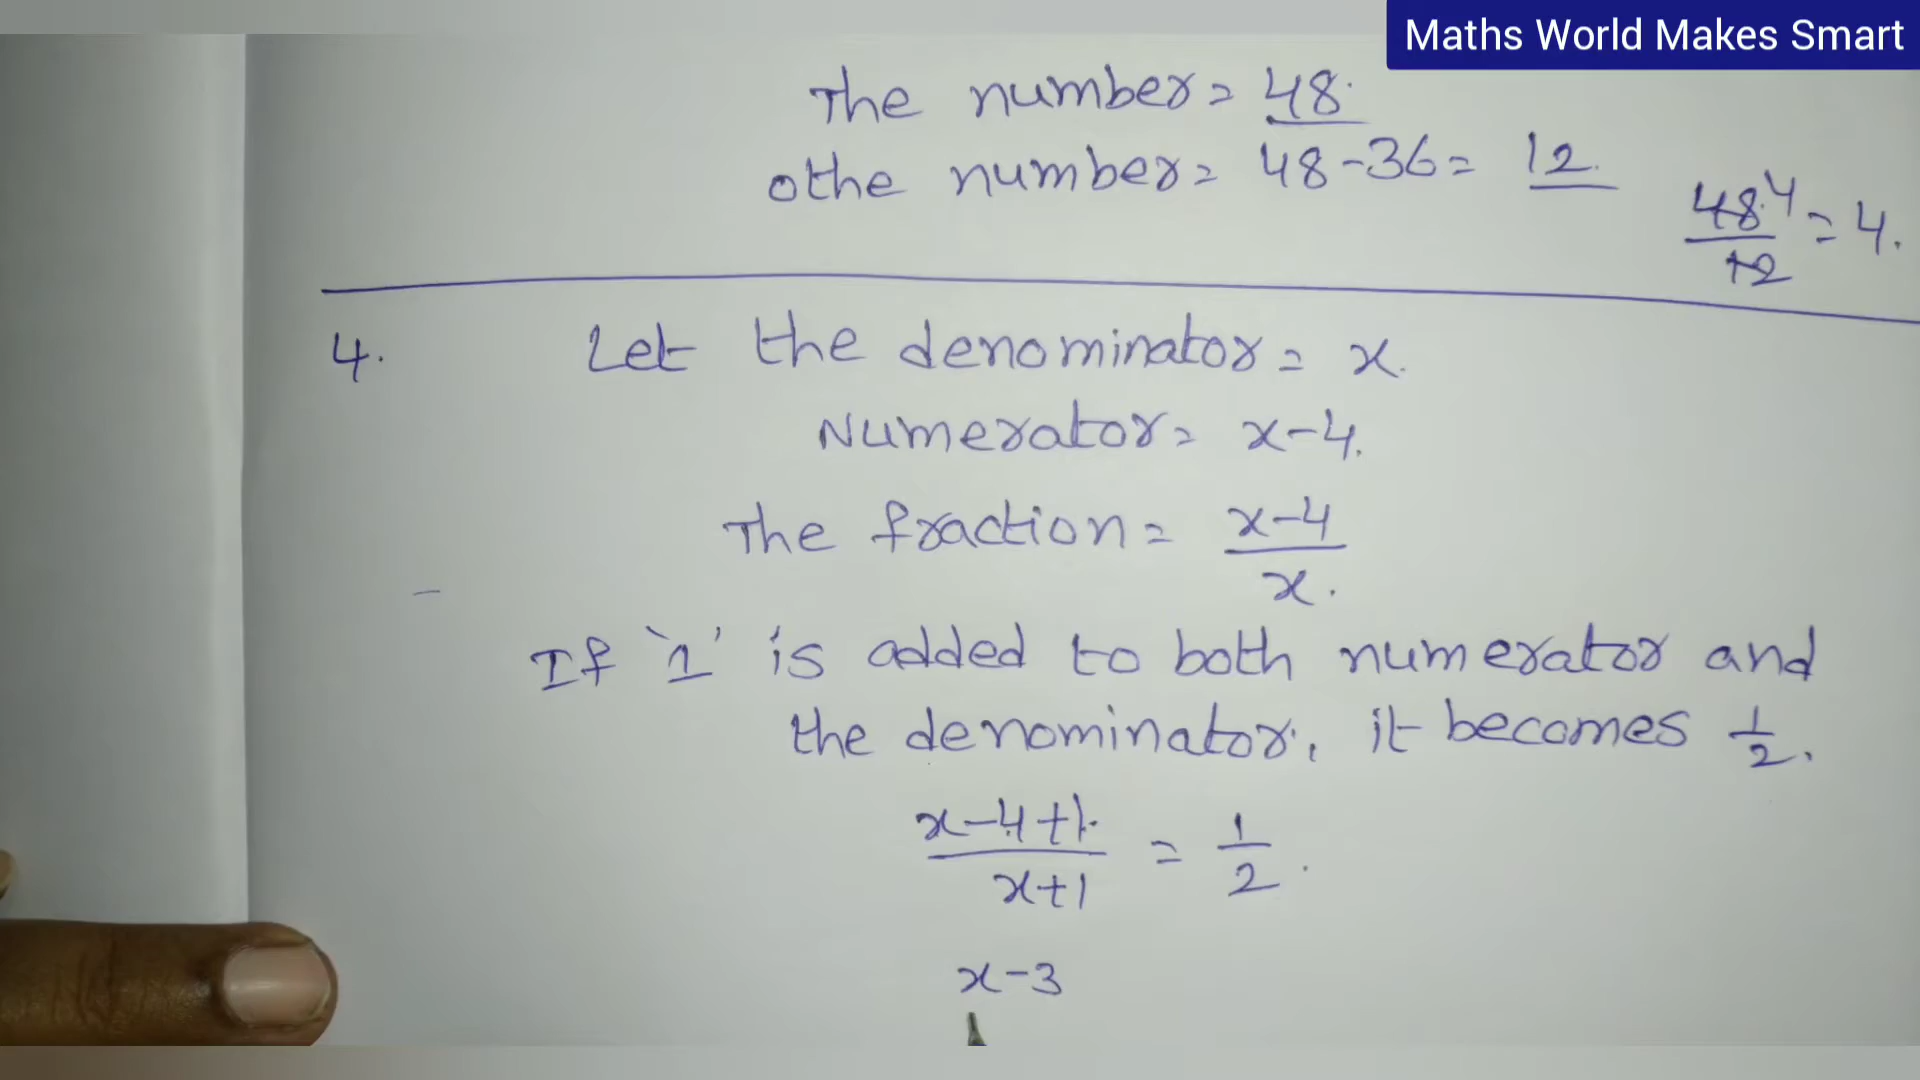 Maths World Makes Smart
The number = 48.
othe number = 48-36 = 12.
48 4
— = 4.
12
4. Let the denominator = x.
Numerator = x-4.
The fraction = x-4
x.
If `1' is added to both numerator and
the denominator, it becomes 1/2.
x-4+1 = 1
x+1 2.
x-3